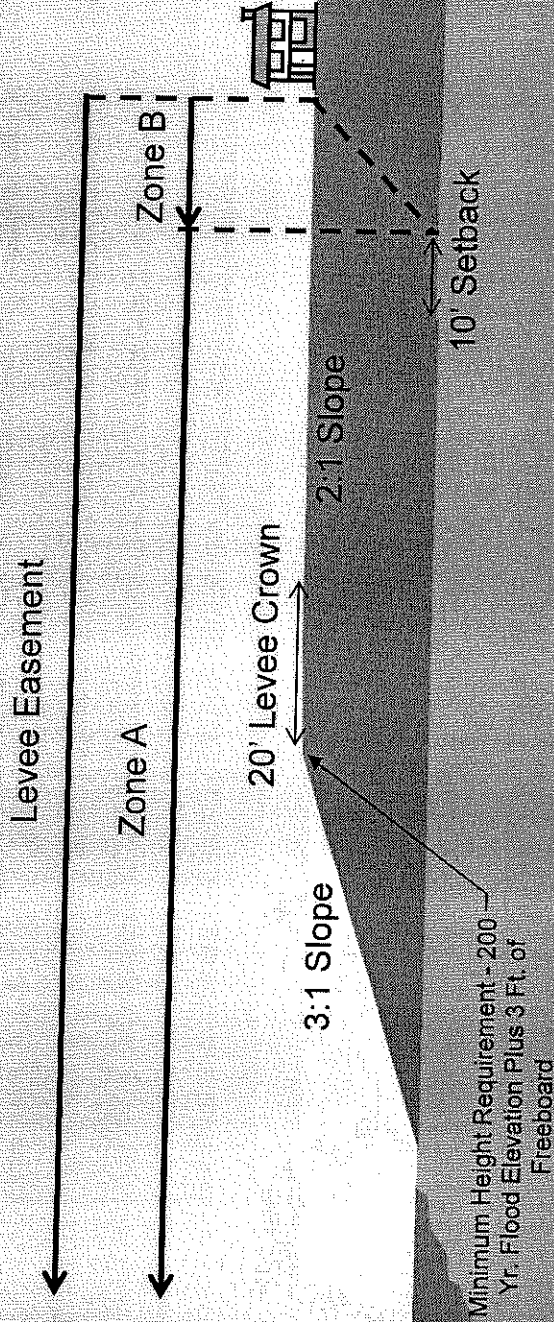 Levee Easement
Zone A
Zone B
20' Levee Crown
3:1 Slope
2:1 Slope
10' Setback
Minimum Height Requirement - 200
Yr. Flood Elevation Plus 3 Ft. of
Freeboard